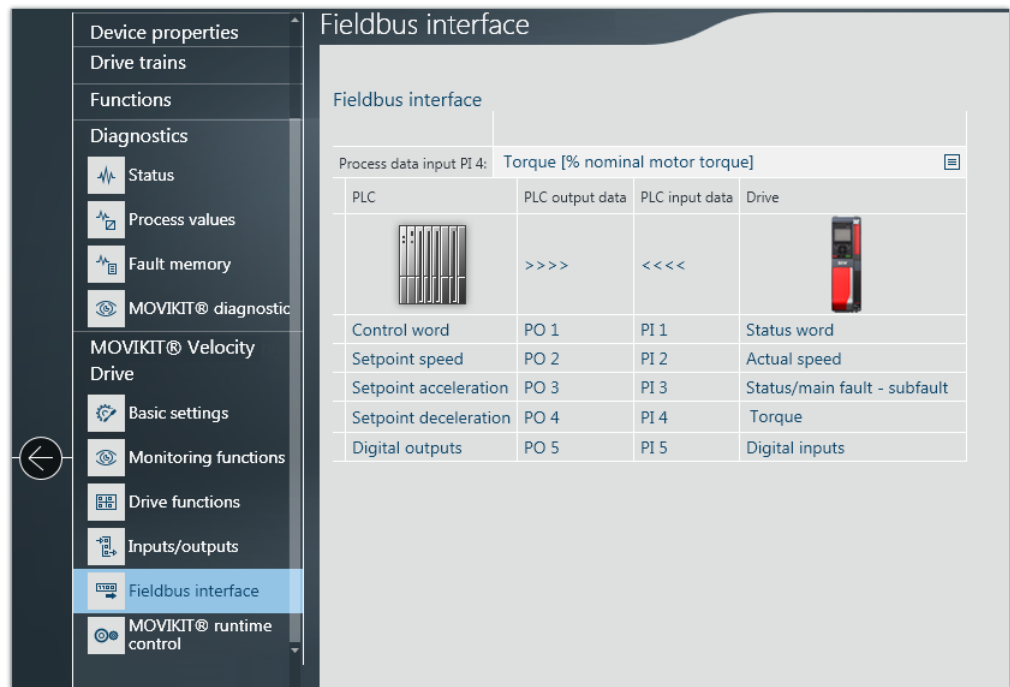 Device properties
Drive trains
Functions
Diagnostics
Status
Process values
Fault memory
MOVIKIT® diagnostic
MOVIKIT® Velocity
Drive
Basic settings
Monitoring functions
Drive functions
Inputs/outputs
Fieldbus interface
MOVIKIT® runtime
control
Fieldbus interface
Fieldbus interface
Process data input PI 4: Torque [% nominal motor torque]
PLC PLC output data PLC input data Drive
>>>> <<<<
Control word PO 1 PI 1 Status word
Setpoint speed PO 2 PI 2 Actual speed
Setpoint acceleration PO 3 PI 3 Status/main fault - subfault
Setpoint deceleration PO 4 PI 4 Torque
Digital outputs PO 5 PI 5 Digital inputs